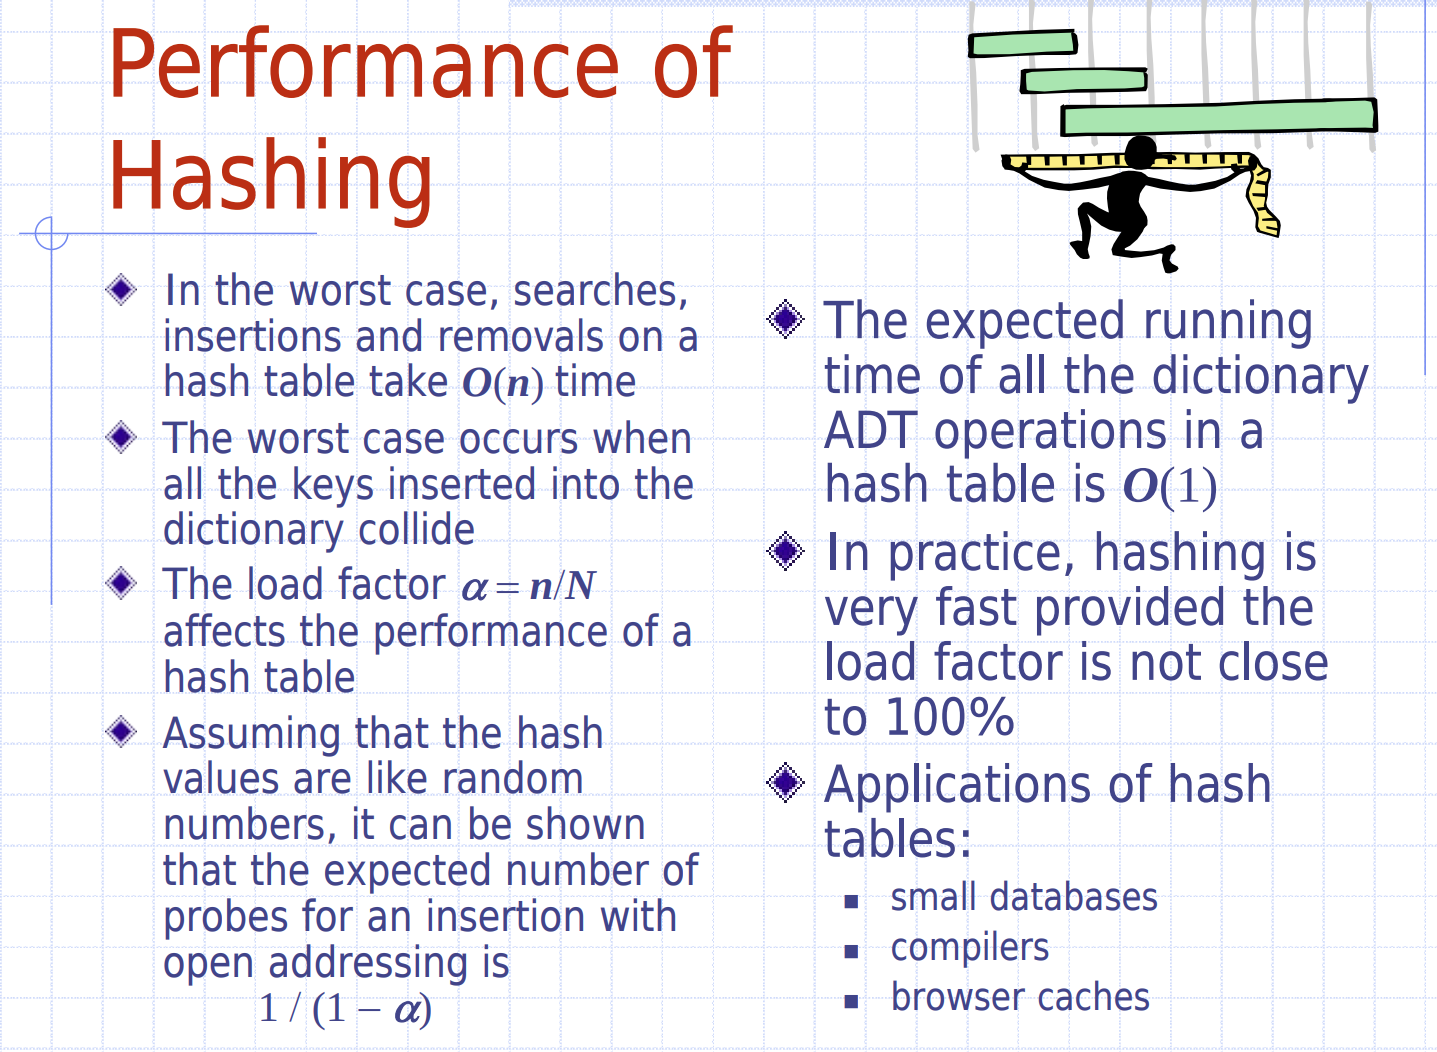 Performance of
Hashing
In the worst case, searches,
insertions and removals on a
hash table take O(n) time
The worst case occurs when
all the keys inserted into the
dictionary collide
The load factor α = n/N
affects the performance of a
hash table
Assuming that the hash
values are like random
numbers, it can be shown
that the expected number of
probes for an insertion with
open addressing is
1 / (1 − α)
The expected running
time of all the dictionary
ADT operations in a
hash table is O(1)
In practice, hashing is
very fast provided the
load factor is not close
to 100%
Applications of hash
tables:
small databases
compilers
browser caches